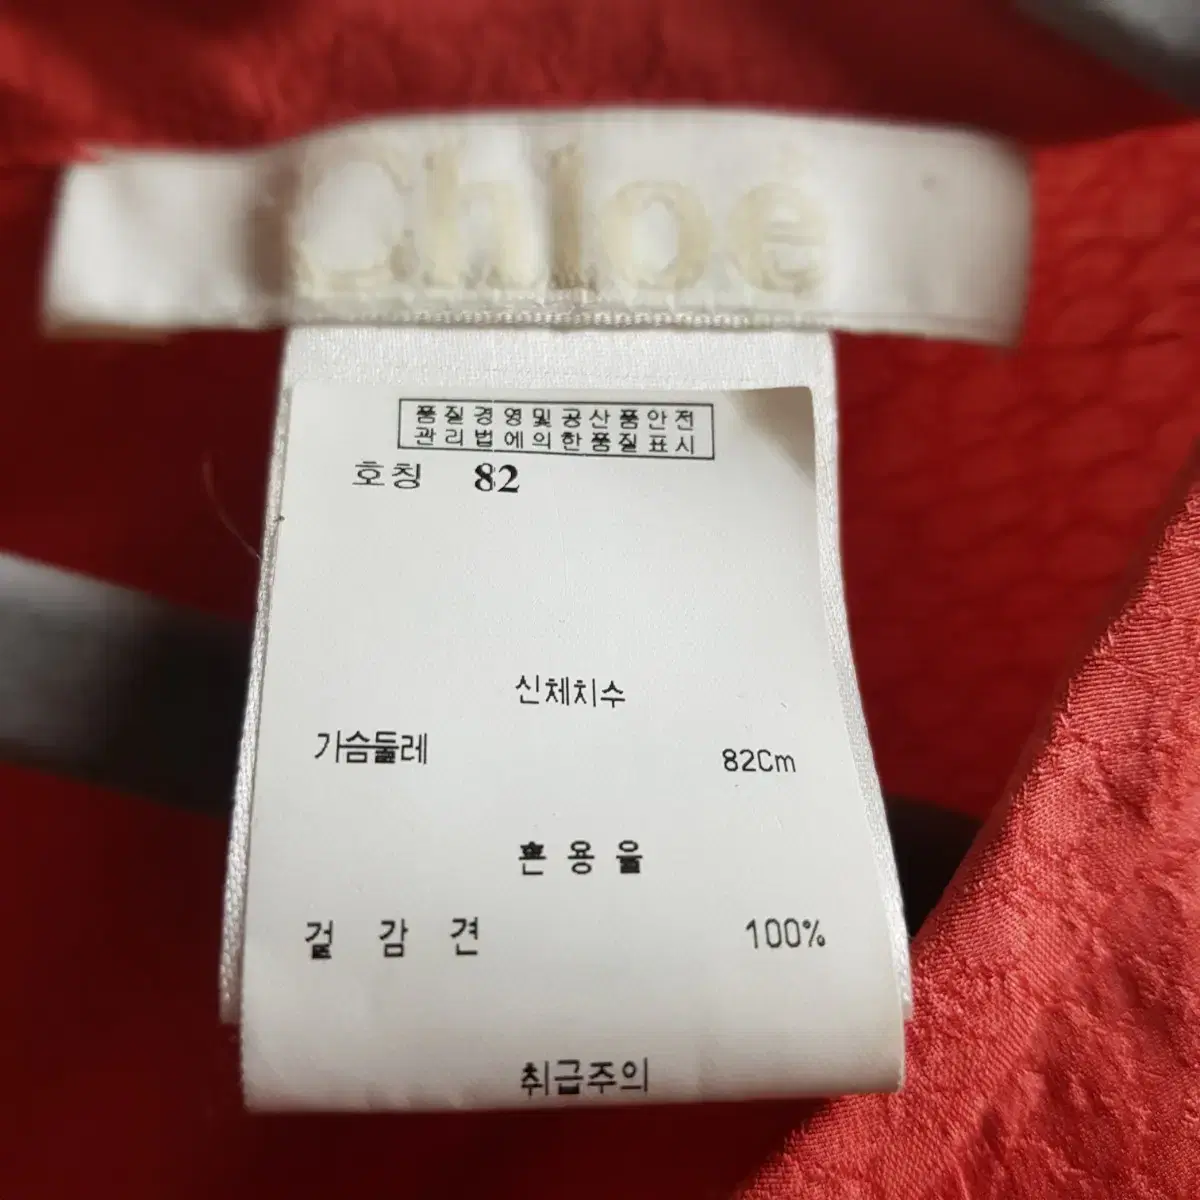 Chloé
품질경영및공산품안전
관리법에의한품질표시
호칭 82
신체치수
가슴둘레 82Cm
혼용율
겉감 견 100%
취급주의